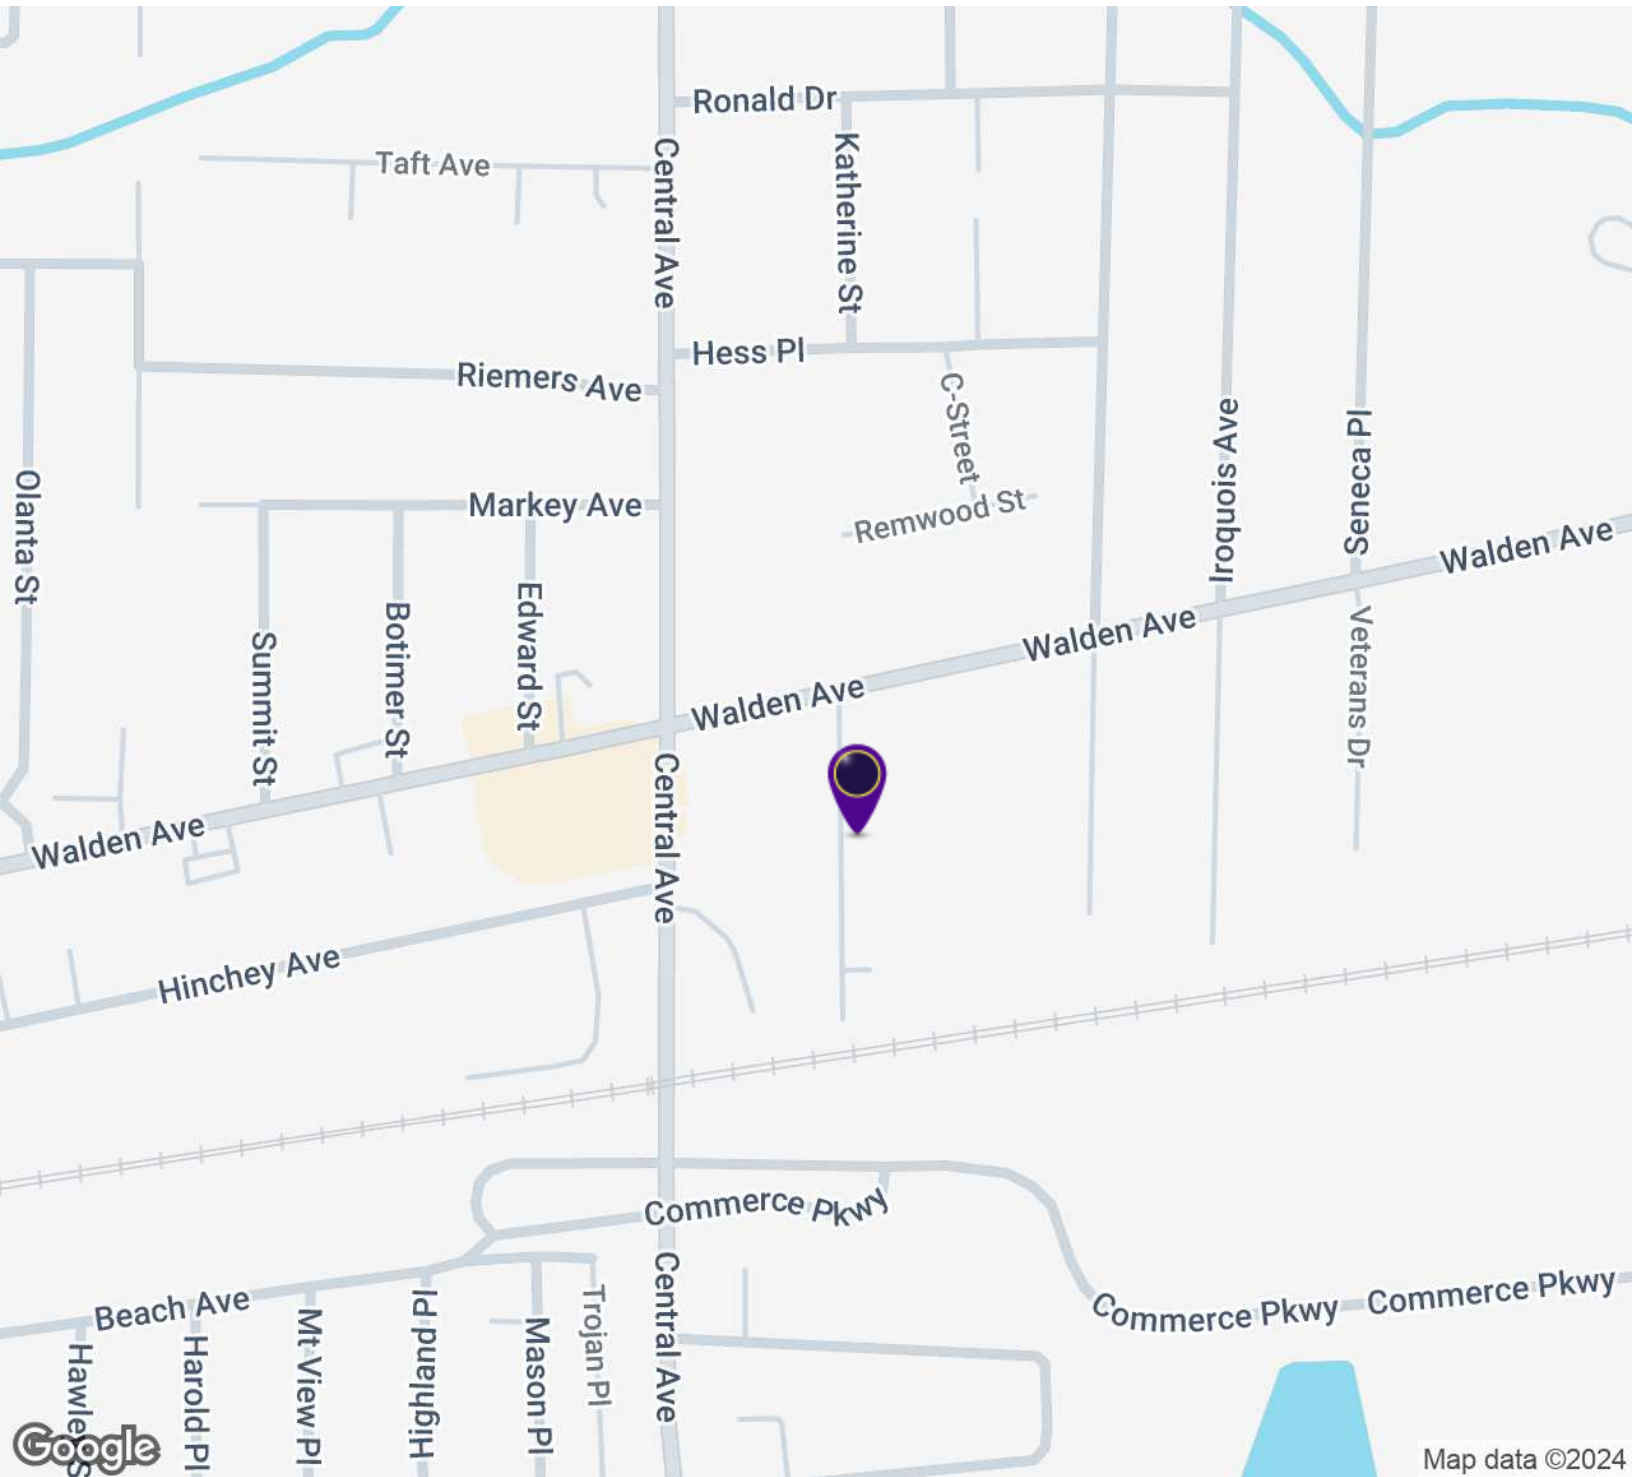 Ronald Dr
Taft Ave
Central Ave
Katherine St
Hess Pl
Riemers Ave
C-Street
Iroquois Ave
Seneca Pl
Olanta St
Markey Ave
Remwood St
Walden Ave
Walden Ave
Edward St
Botimer St
Summit St
Walden Ave
Veterans Dr
Walden Ave
Central Ave
Hinchey Ave
Commerce Pkwy
Central Ave
Beach Ave
Commerce Pkwy
Commerce Pkwy
Highland Pl
Trojan Pl
Mt View Pl
Mason Pl
Harold Pl
Hawley S
Google
Map data ©2024